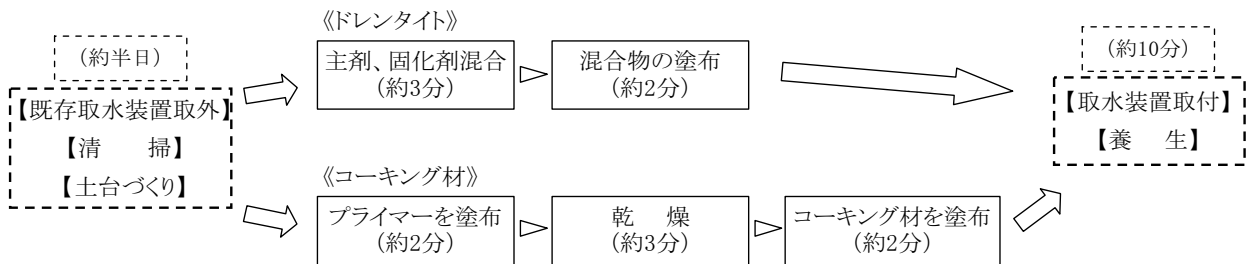 (約半日)
【既存取水装置取外】
【清　　掃】
【土台づくり】
《ドレンタイト》
主剤、固化剤混合
(約3分)
混合物の塗布
(約2分)
《コーキング材》
プライマーを塗布
(約2分)
乾　　燥
(約3分)
コーキング材を塗布
(約2分)
(約10分)
【取水装置取付】
【養　　生】